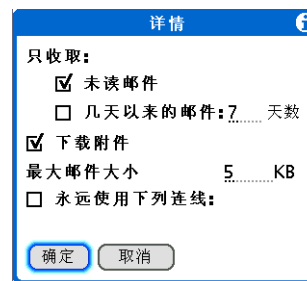 详情
只收取:
未读邮件
几天以来的邮件:7 天数
下载附件
最大邮件大小 5 KB
永远使用下列连线:
确定 取消